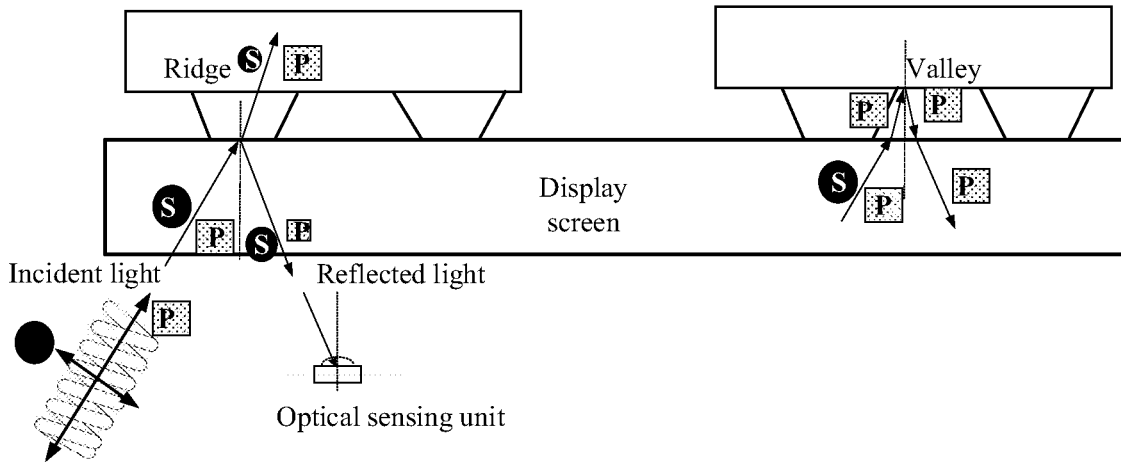 Ridge
S
P
Valley
P
P
S
P
S
P
Display
screen
S
P
P
Incident light
Reflected light
P
Optical sensing unit